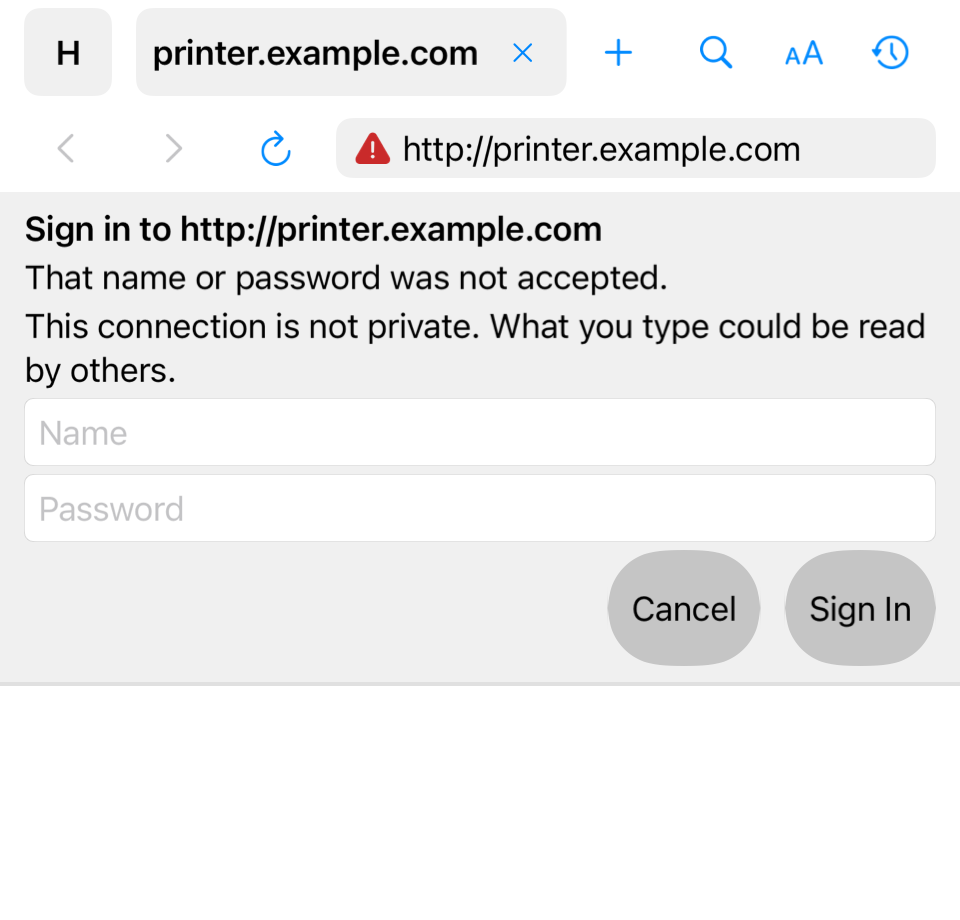 H
printer.example.com
AA
http://printer.example.com
Sign in to http://printer.example.com
That name or password was not accepted.
This connection is not private. What you type could be read
by others.
Name
Password
Cancel
Sign In